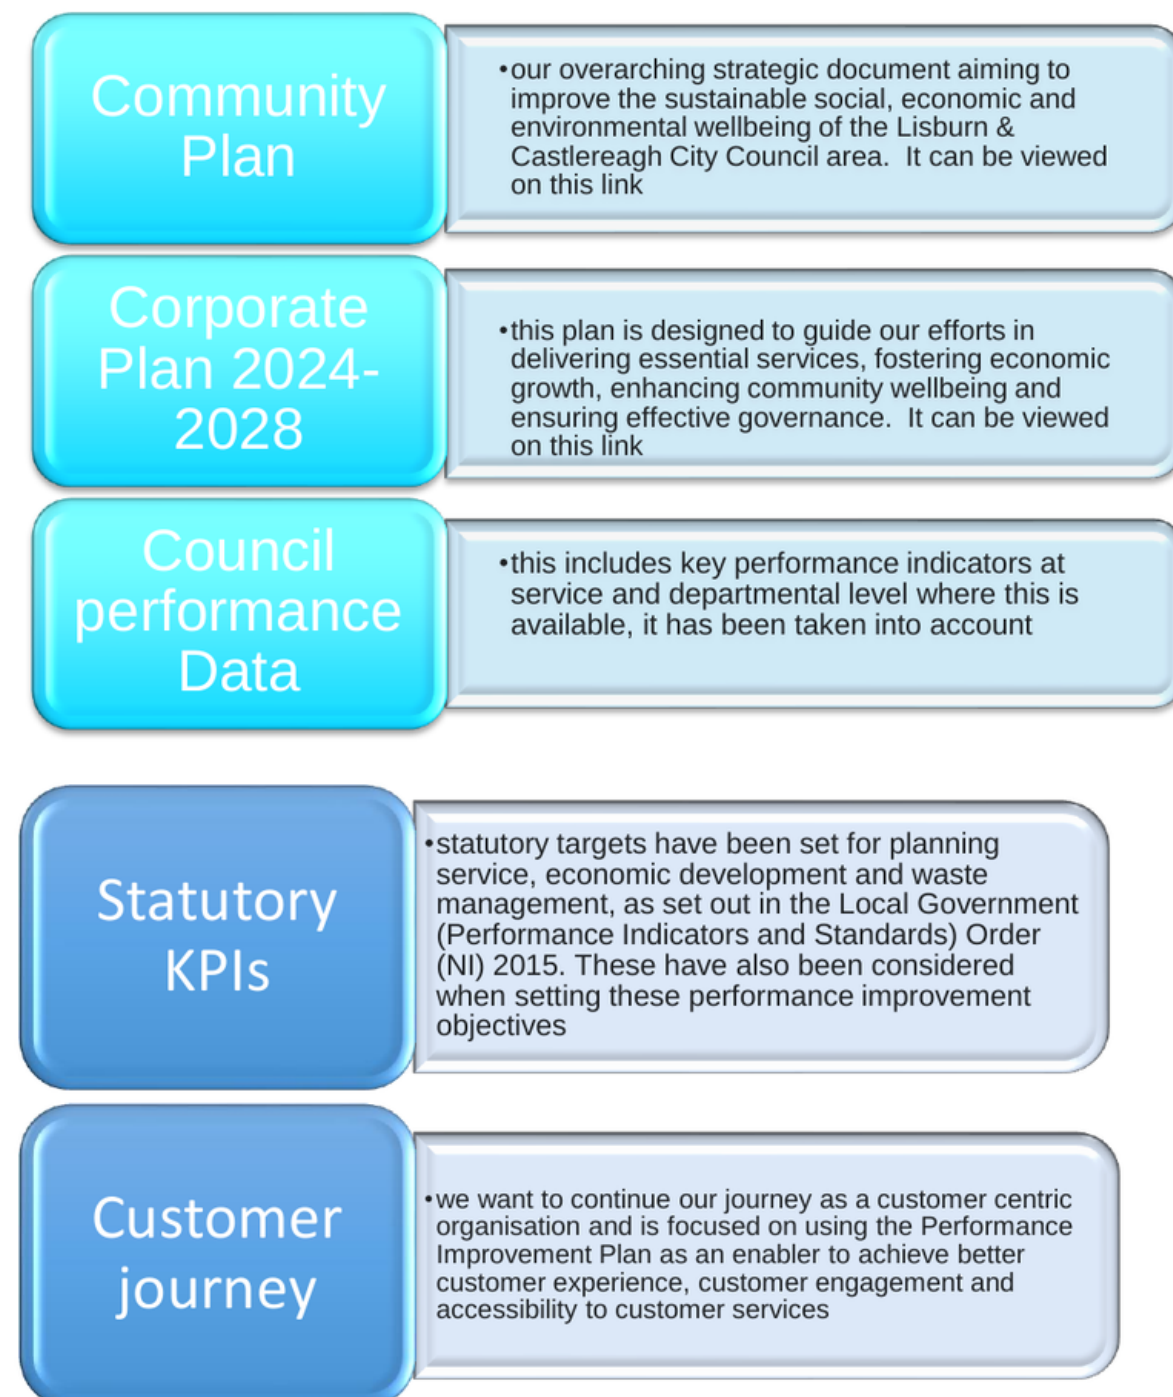 Community
Plan
•our overarching strategic document aiming to
improve the sustainable social, economic and
environmental wellbeing of the Lisburn &
Castlereagh City Council area.  It can be viewed
on this link
Corporate
Plan 2024-
2028
•this plan is designed to guide our efforts in
delivering essential services, fostering economic
growth, enhancing community wellbeing and
ensuring effective governance.  It can be viewed
on this link
Council
performance
Data
•this includes key performance indicators at
service and departmental level where this is
available, it has been taken into account
Statutory
KPIs
•statutory targets have been set for planning
service, economic development and waste
management, as set out in the Local Government
(Performance Indicators and Standards) Order
(NI) 2015. These have also been considered
when setting these performance improvement
objectives
Customer
journey
•we want to continue our journey as a customer centric
organisation and is focused on using the Performance
Improvement Plan as an enabler to achieve better
customer experience, customer engagement and
accessibility to customer services